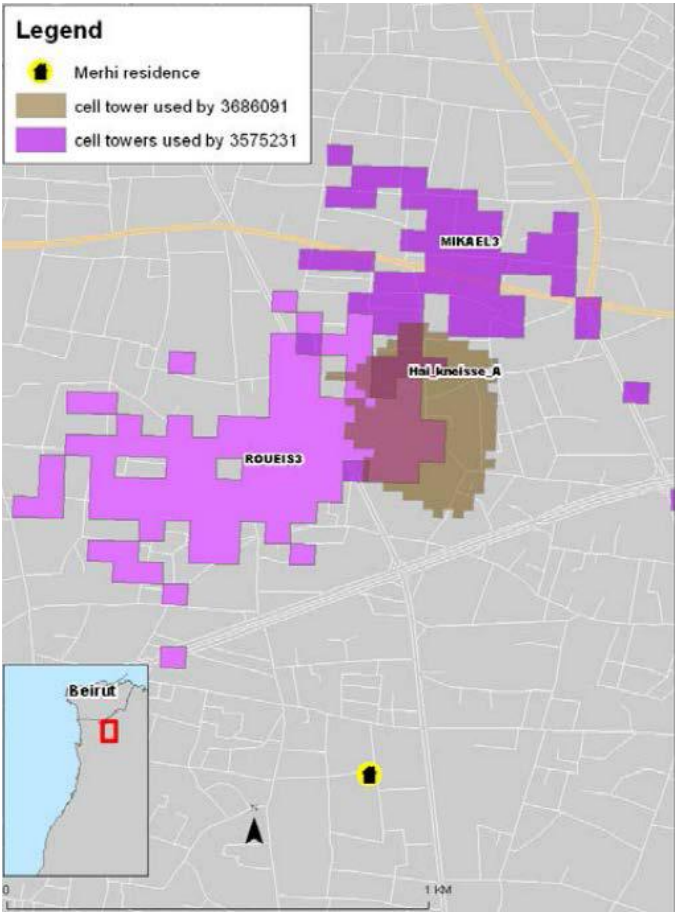 Legend
Merhi residence
cell tower used by 3686091
cell towers used by 3575231
MIKAEL3
Hai_kneisse_A
ROUEIS3
Beirut
0
1 KM